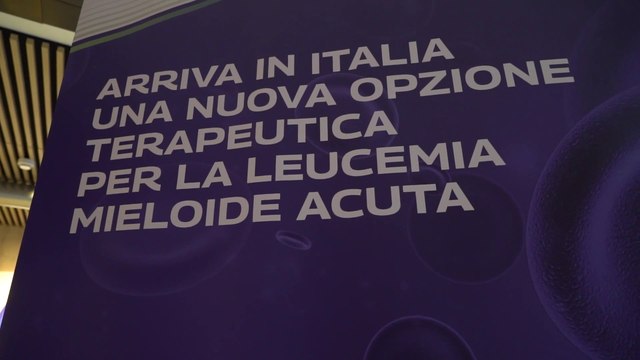 ARRIVA IN ITALIA
UNA NUOVA OPZIONE
TERAPEUTICA
PER LA LEUCEMIA
MIELOIDE ACUTA